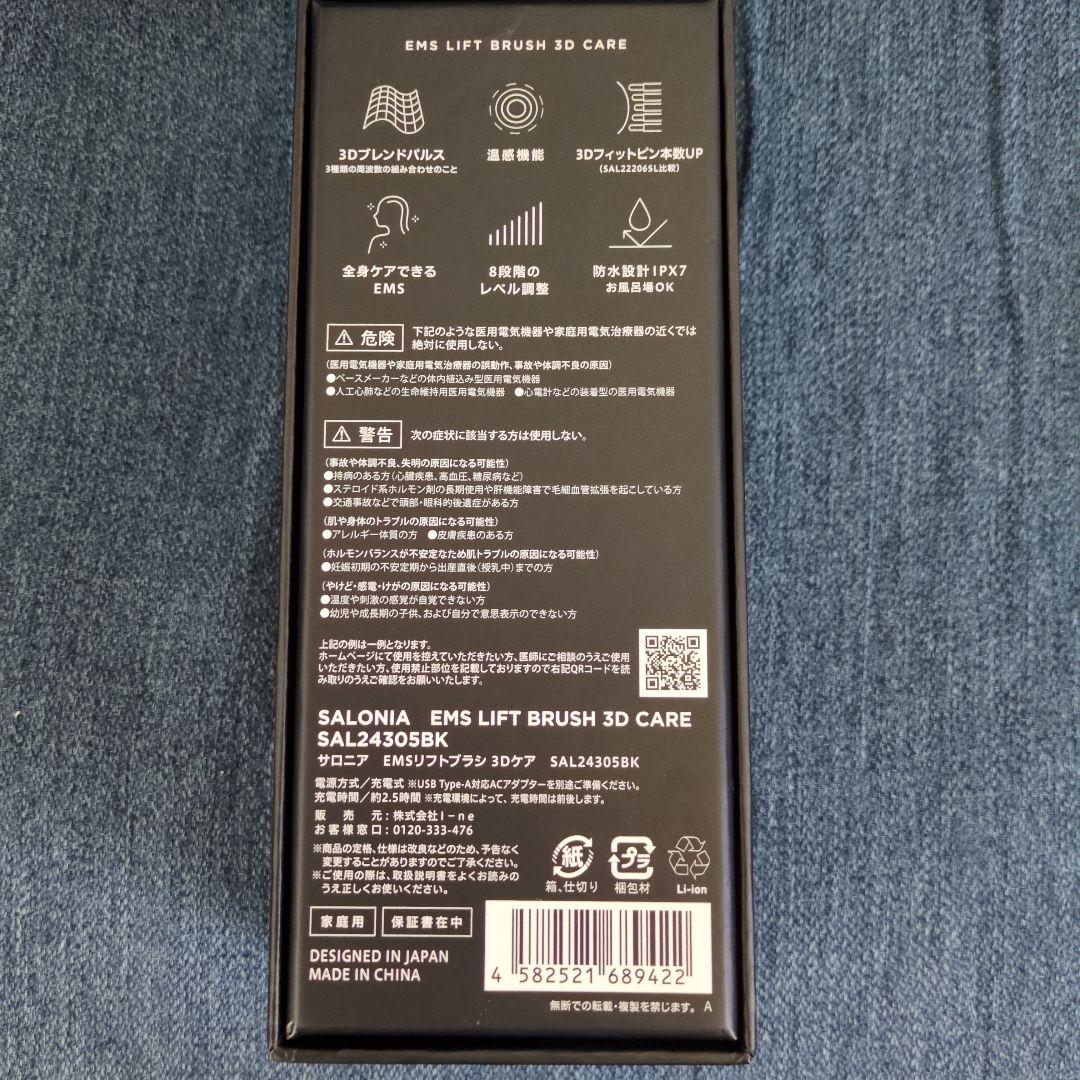 EMS LIFT BRUSH 3D CARE
3Dブレンドパルス
3種類の周波数の組み合わせのこと
温感機能
3Dフィットピン本数UP
(SAL22206SL比較)
全身ケアできる
EMS
8段階の
レベル調整
防水設計IPX7
お風呂場OK
⚠ 危険 下記のような医用電気機器や家庭用電気治療器の近くでは
絶対に使用しない。
(医用電気機器や家庭用電気治療器の誤動作、事故や体調不良の原因)
●ペースメーカーなどの体内植込み型医用電気機器
●人工心肺などの生命維持用医用電気機器 ●心電計などの装着型の医用電気機器
⚠ 警告 次の症状に該当する方は使用しない。
(事故や体調不良、失明の原因になる可能性)
●持病のある方(心臓疾患、高血圧、糖尿病など)
●ステロイド系ホルモン剤の長期使用や肝機能障害で毛細血管拡張を起こしている方
●交通事故などで頭部・眼科的後遺症がある方
(肌や身体のトラブルの原因になる可能性)
●アレルギー体質の方 ●皮膚疾患のある方
(ホルモンバランスが不安定なため肌トラブルの原因になる可能性)
●妊娠初期の不安定期から出産直後(授乳中)までの方
(やけど・感電・けがの原因になる可能性)
●温度や刺激の感覚が自覚できない方
●幼児や成長期の子供、および自分で意思表示のできない方
上記の例は一例となります。
ホームページにて使用を控えていただきたい方、医師にご相談のうえご使用
いただきたい方、使用禁止部位を記載しておりますので右記QRコードを読
み取りのうえご確認をお願いいたします。
SALONIA EMS LIFT BRUSH 3D CARE
SAL24305BK
サロニア EMSリフトブラシ 3Dケア SAL24305BK
電源方式/充電式 ※USB Type-A対応ACアダプターを別途ご準備ください。
充電時間/約2.5時間 ※充電環境によって、充電時間は前後します。
販売元:株式会社I-ne
お客様窓口:0120-333-476
※商品の定格、仕様は改良などのため、予告なく
変更することがありますのでご了承ください。
※ご使用の際は、取扱説明書をよくお読みの
うえ正しくお使いください。
紙
箱、仕切り
プラ
梱包材
Li-ion
家庭用
保証書在中
DESIGNED IN JAPAN
MADE IN CHINA
4 582521 689422
無断での転載・複製を禁じます。 A